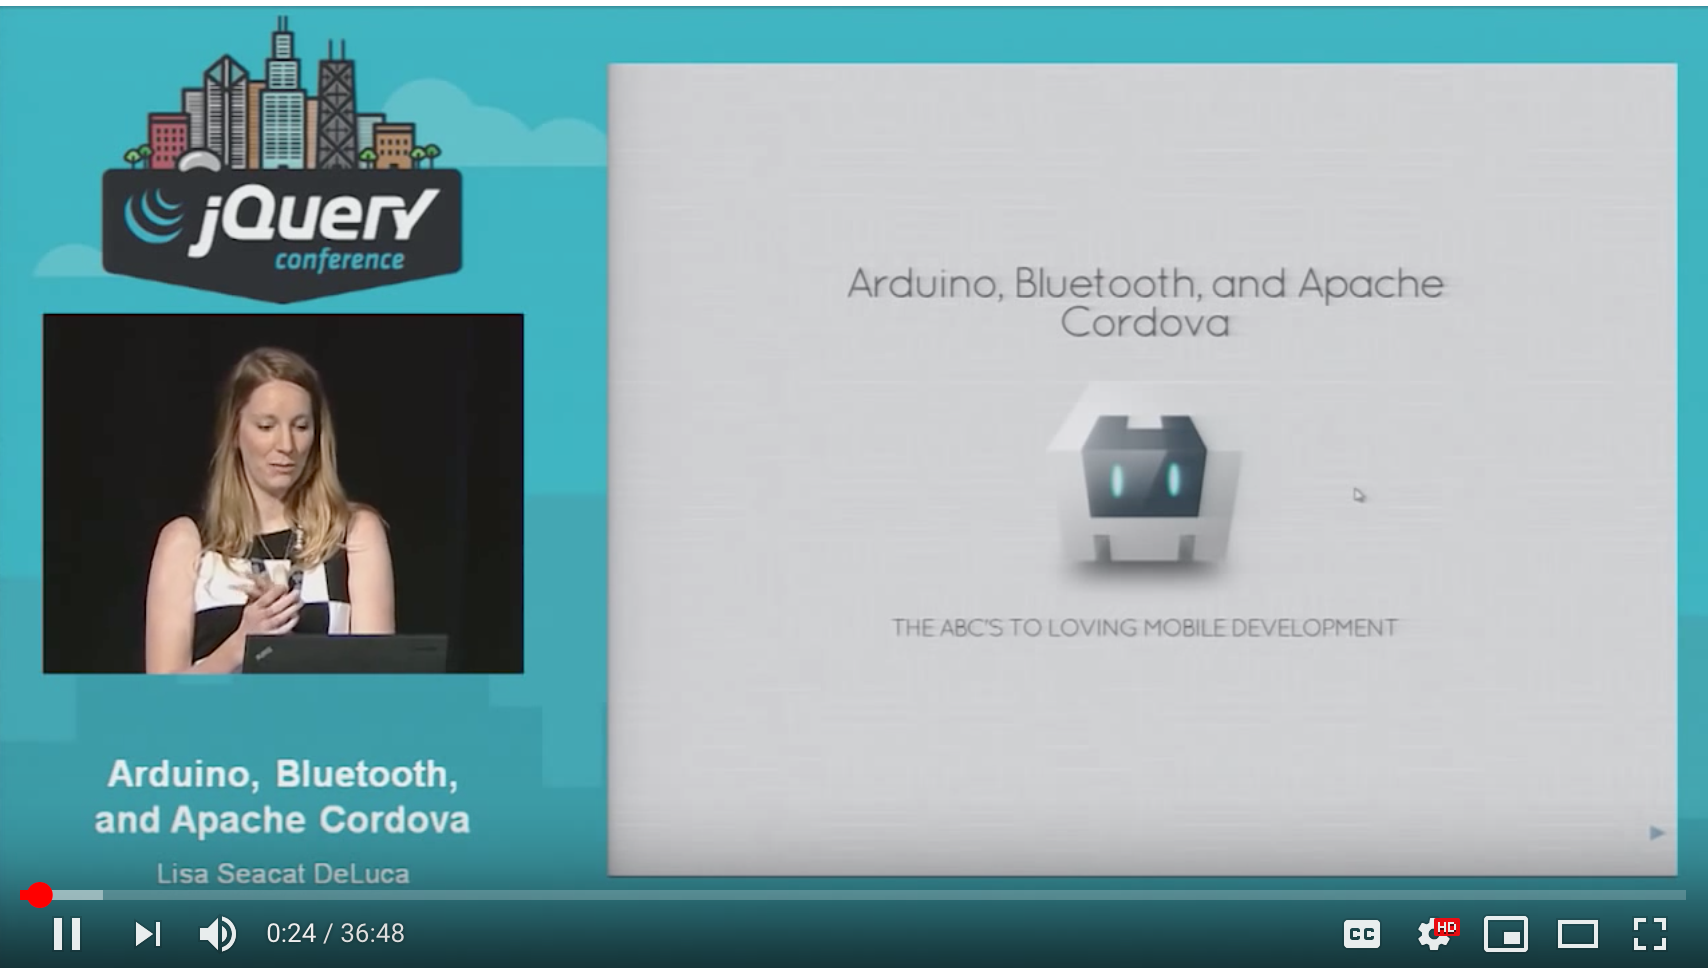 jQuery
conference
Arduino, Bluetooth, and Apache
Cordova
THE ABC'S TO LOVING MOBILE DEVELOPMENT
Arduino, Bluetooth,
and Apache Cordova
Lisa Seacat DeLuca
0:24 / 36:48
CC
HD